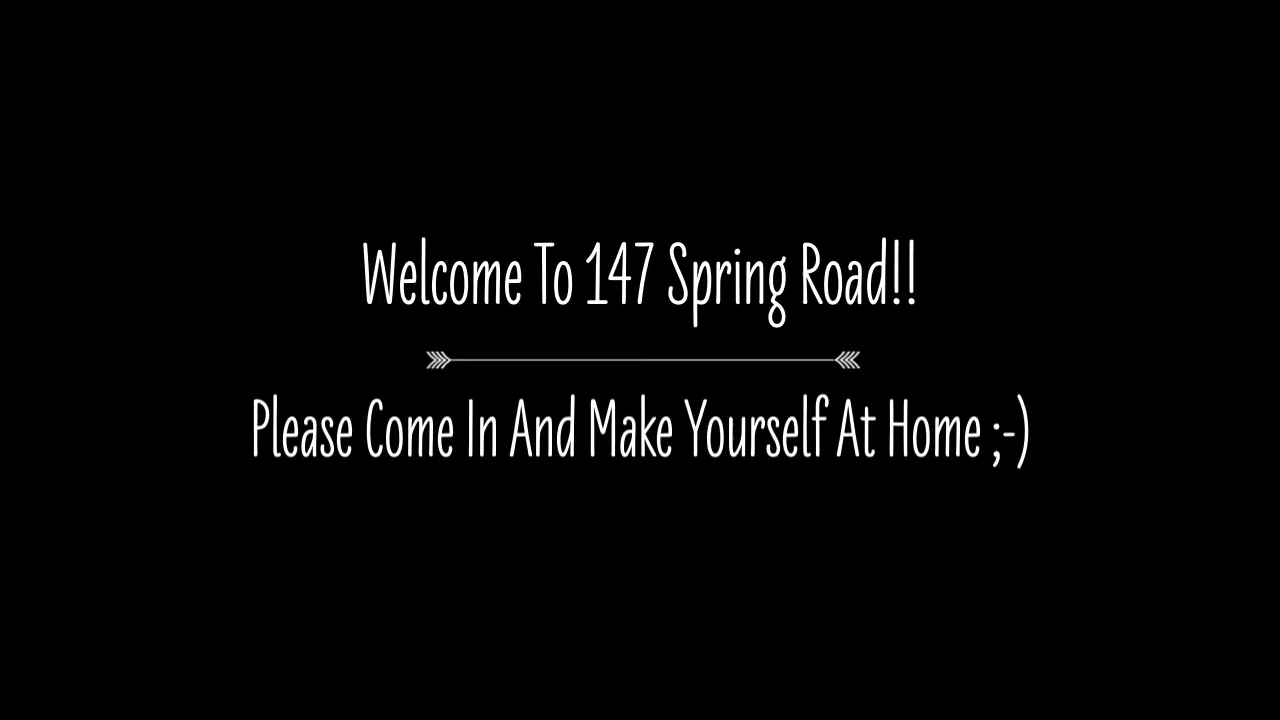 Welcome To 147 Spring Road!!
Please Come In And Make Yourself At Home ;-)